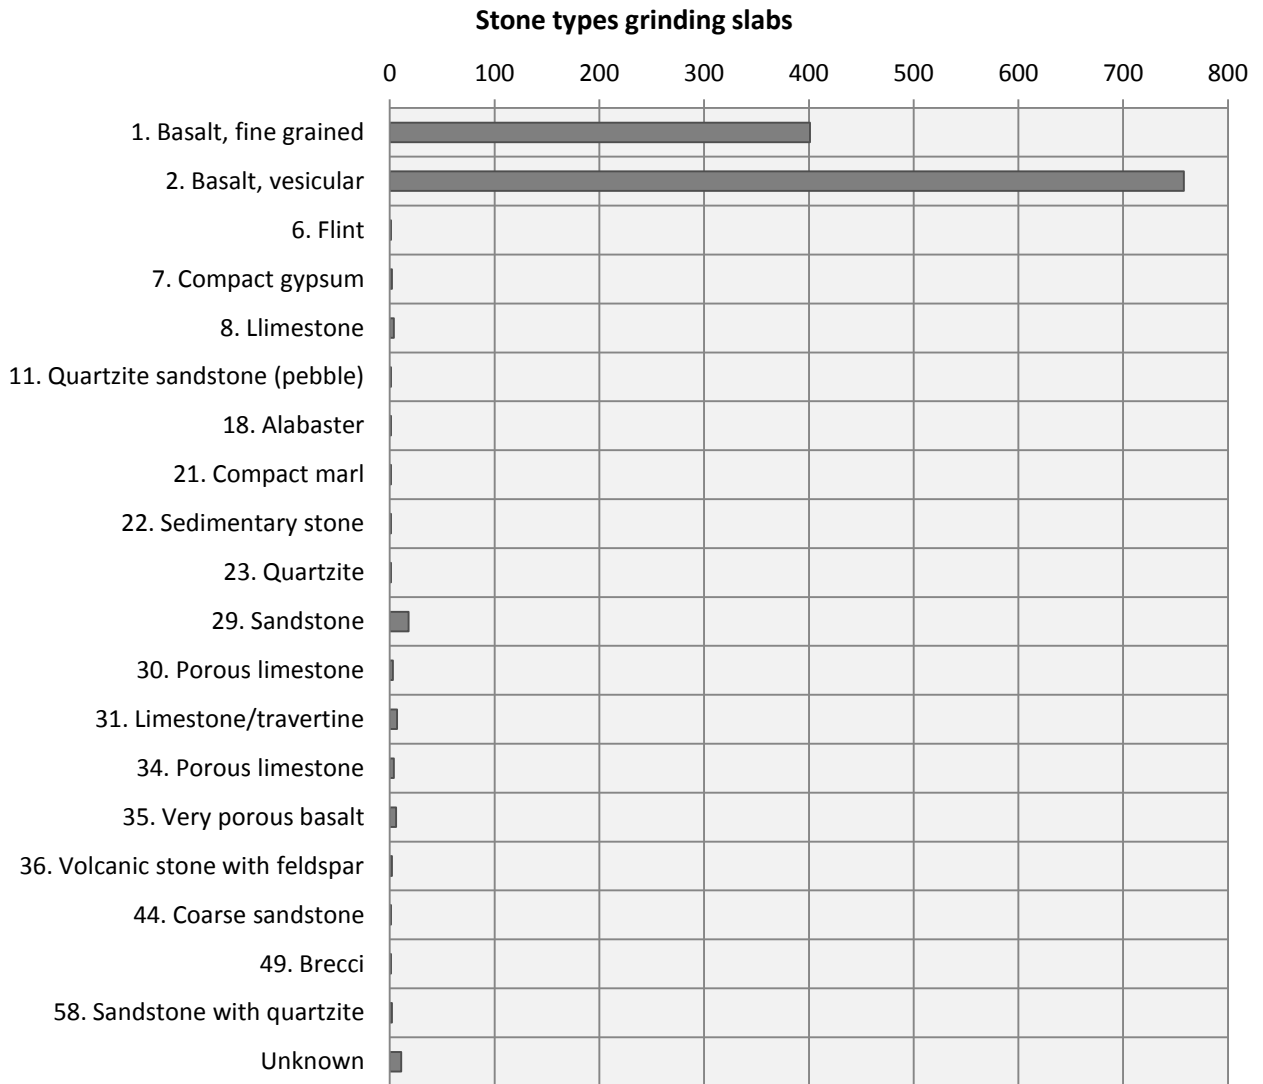 Stone types grinding slabs
0 100 200 300 400 500 600 700 800
1. Basalt, fine grained
2. Basalt, vesicular
6. Flint
7. Compact gypsum
8. Llimestone
11. Quartzite sandstone (pebble)
18. Alabaster
21. Compact marl
22. Sedimentary stone
23. Quartzite
29. Sandstone
30. Porous limestone
31. Limestone/travertine
34. Porous limestone
35. Very porous basalt
36. Volcanic stone with feldspar
44. Coarse sandstone
49. Brecci
58. Sandstone with quartzite
Unknown